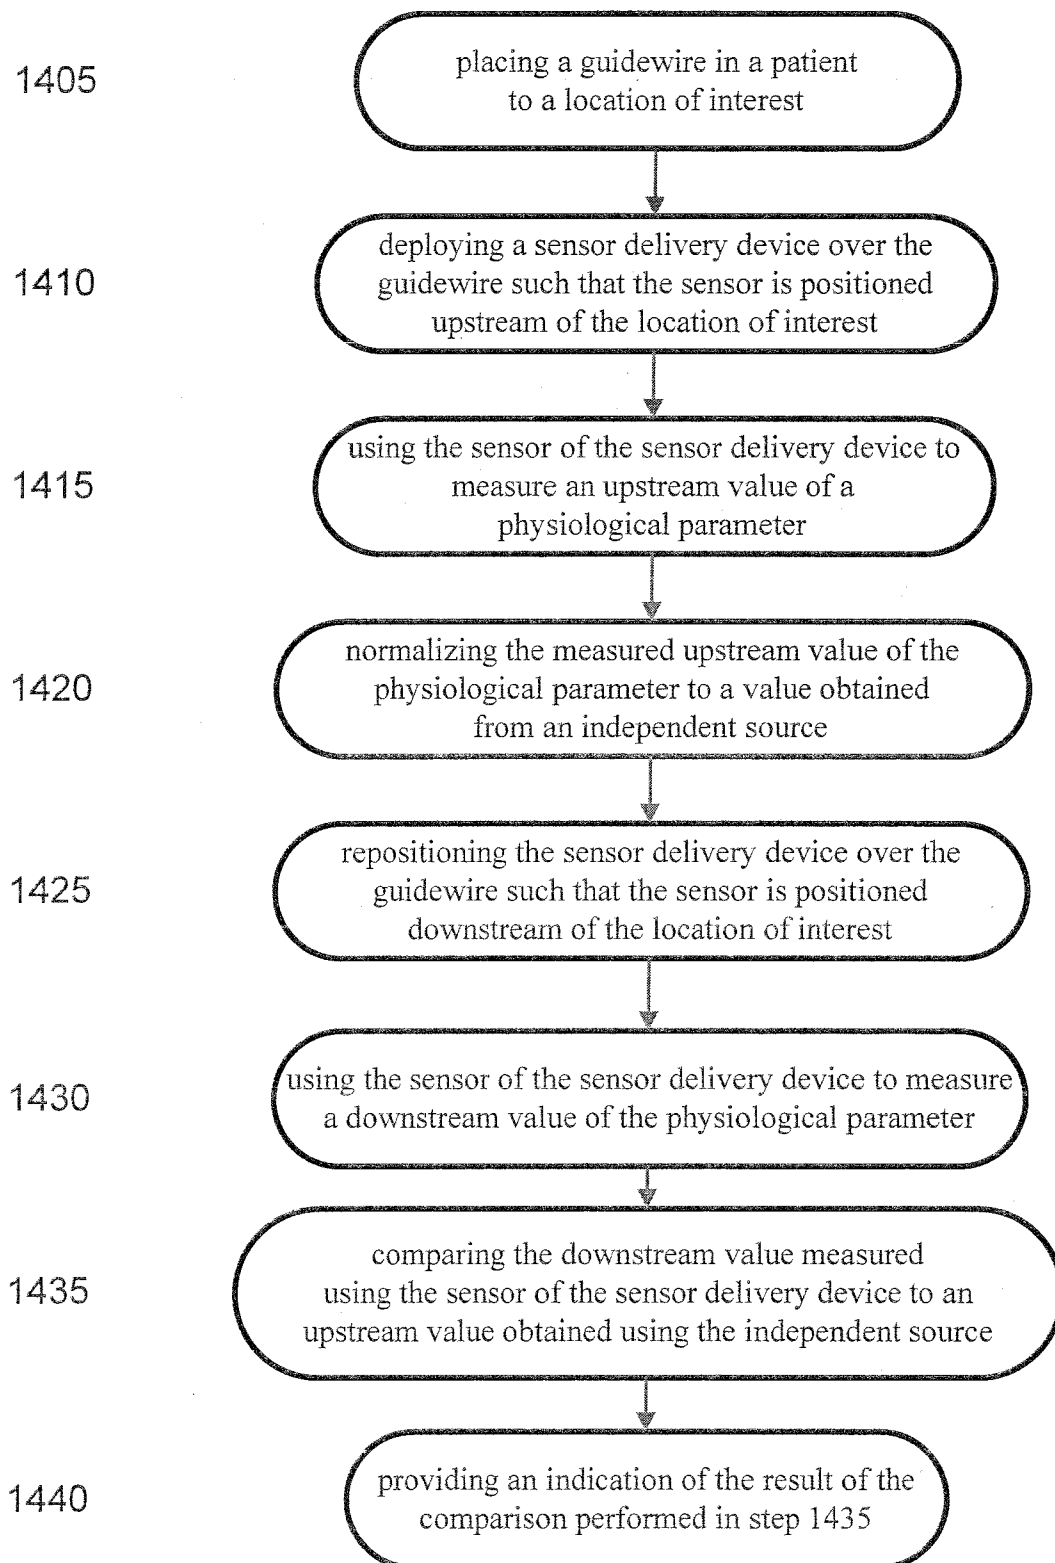 1405
placing a guidewire in a patient
to a location of interest
1410
deploying a sensor delivery device over the
guidewire such that the sensor is positioned
upstream of the location of interest
1415
using the sensor of the sensor delivery device to
measure an upstream value of a
physiological parameter
1420
normalizing the measured upstream value of the
physiological parameter to a value obtained
from an independent source
1425
repositioning the sensor delivery device over the
guidewire such that the sensor is positioned
downstream of the location of interest
1430
using the sensor of the sensor delivery device to measure
a downstream value of the physiological parameter
1435
comparing the downstream value measured
using the sensor of the sensor delivery device to an
upstream value obtained using the independent source
1440
providing an indication of the result of the
comparison performed in step 1435